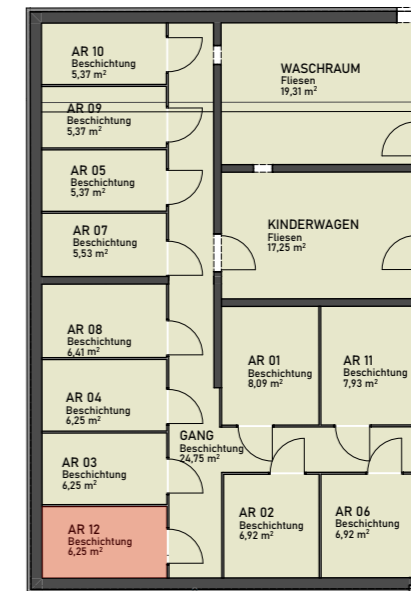 AR 10
Beschichtung
5,37 m²
AR 09
Beschichtung
5,37 m²
AR 05
Beschichtung
5,37 m²
AR 07
Beschichtung
5,53 m²
AR 08
Beschichtung
6,41 m²
AR 04
Beschichtung
6,25 m²
AR 03
Beschichtung
6,25 m²
AR 12
Beschichtung
6,25 m²
GANG
Beschichtung
24,75 m²
WASCHRAUM
Fliesen
19,31 m²
KINDERWAGEN
Fliesen
17,25 m²
AR 01
Beschichtung
8,09 m²
AR 11
Beschichtung
7,93 m²
AR 02
Beschichtung
6,92 m²
AR 06
Beschichtung
6,92 m²